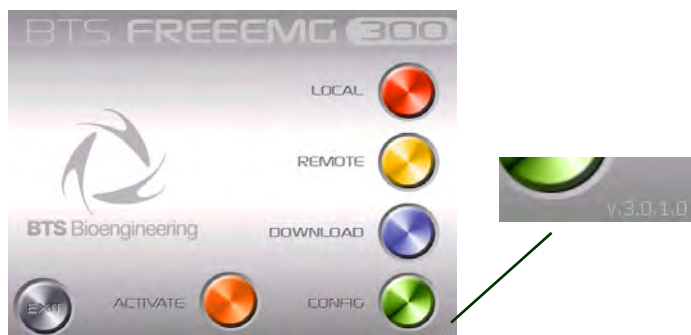 BTS FREEEMG 300
LOCAL
REMOTE
BTS Bioengineering
DOWNLOAD
v.3.0.1.0
EXIT
ACTIVATE
CONFIG